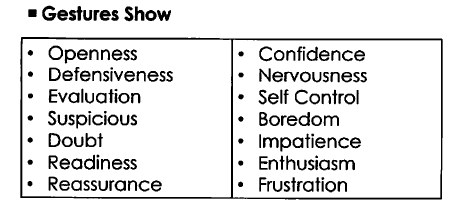 ▪ Gestures Show
• Openness
• Defensiveness
• Evaluation
• Suspicious
• Doubt
• Readiness
• Reassurance
• Confidence
• Nervousness
• Self Control
• Boredom
• Impatience
• Enthusiasm
• Frustration